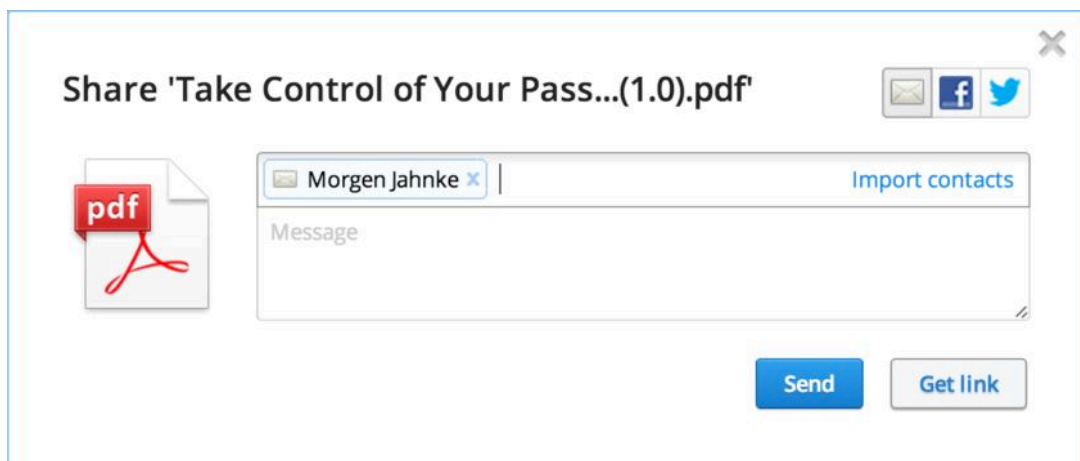 Share 'Take Control of Your Pass...(1.0).pdf'
pdf
Morgen Jahnke
Import contacts
Message
Send
Get link